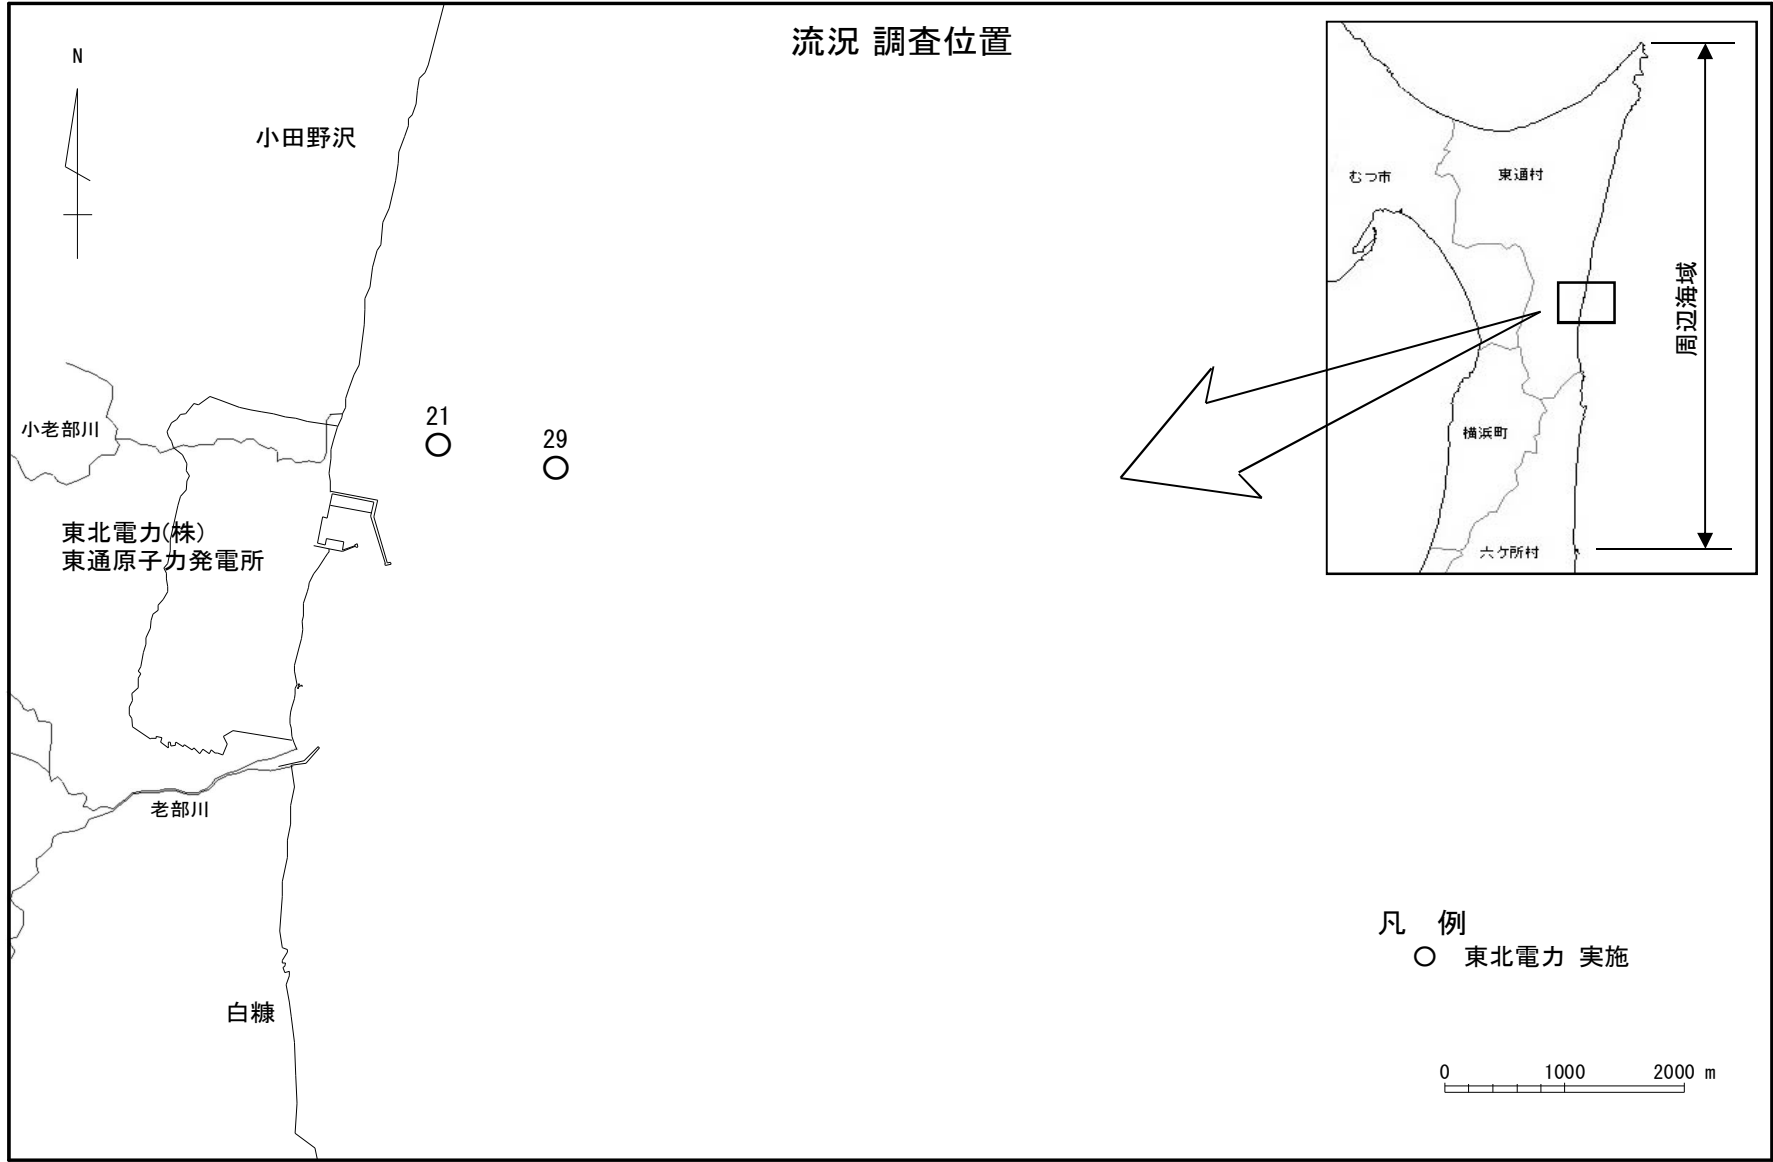 流況 調査位置
N
小田野沢
むつ市
東通村
周辺海域
横浜町
六ケ所村
小老部川
21
29
東北電力(株)
東通原子力発電所
老部川
白糠
凡 例
○ 東北電力 実施
0 1000 2000 m